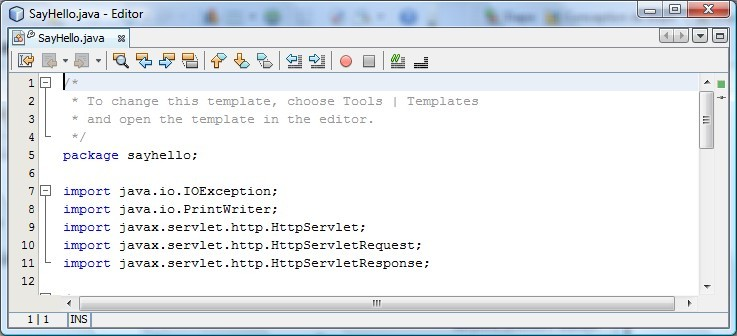 SayHello.java - Editor
SayHello.java
1 /*
2 * To change this template, choose Tools | Templates
3 * and open the template in the editor.
4 */
5 package sayhello;
6
7 import java.io.IOException;
8 import java.io.PrintWriter;
9 import javax.servlet.http.HttpServlet;
10 import javax.servlet.http.HttpServletRequest;
11 import javax.servlet.http.HttpServletResponse;
12
1 | 1 INS